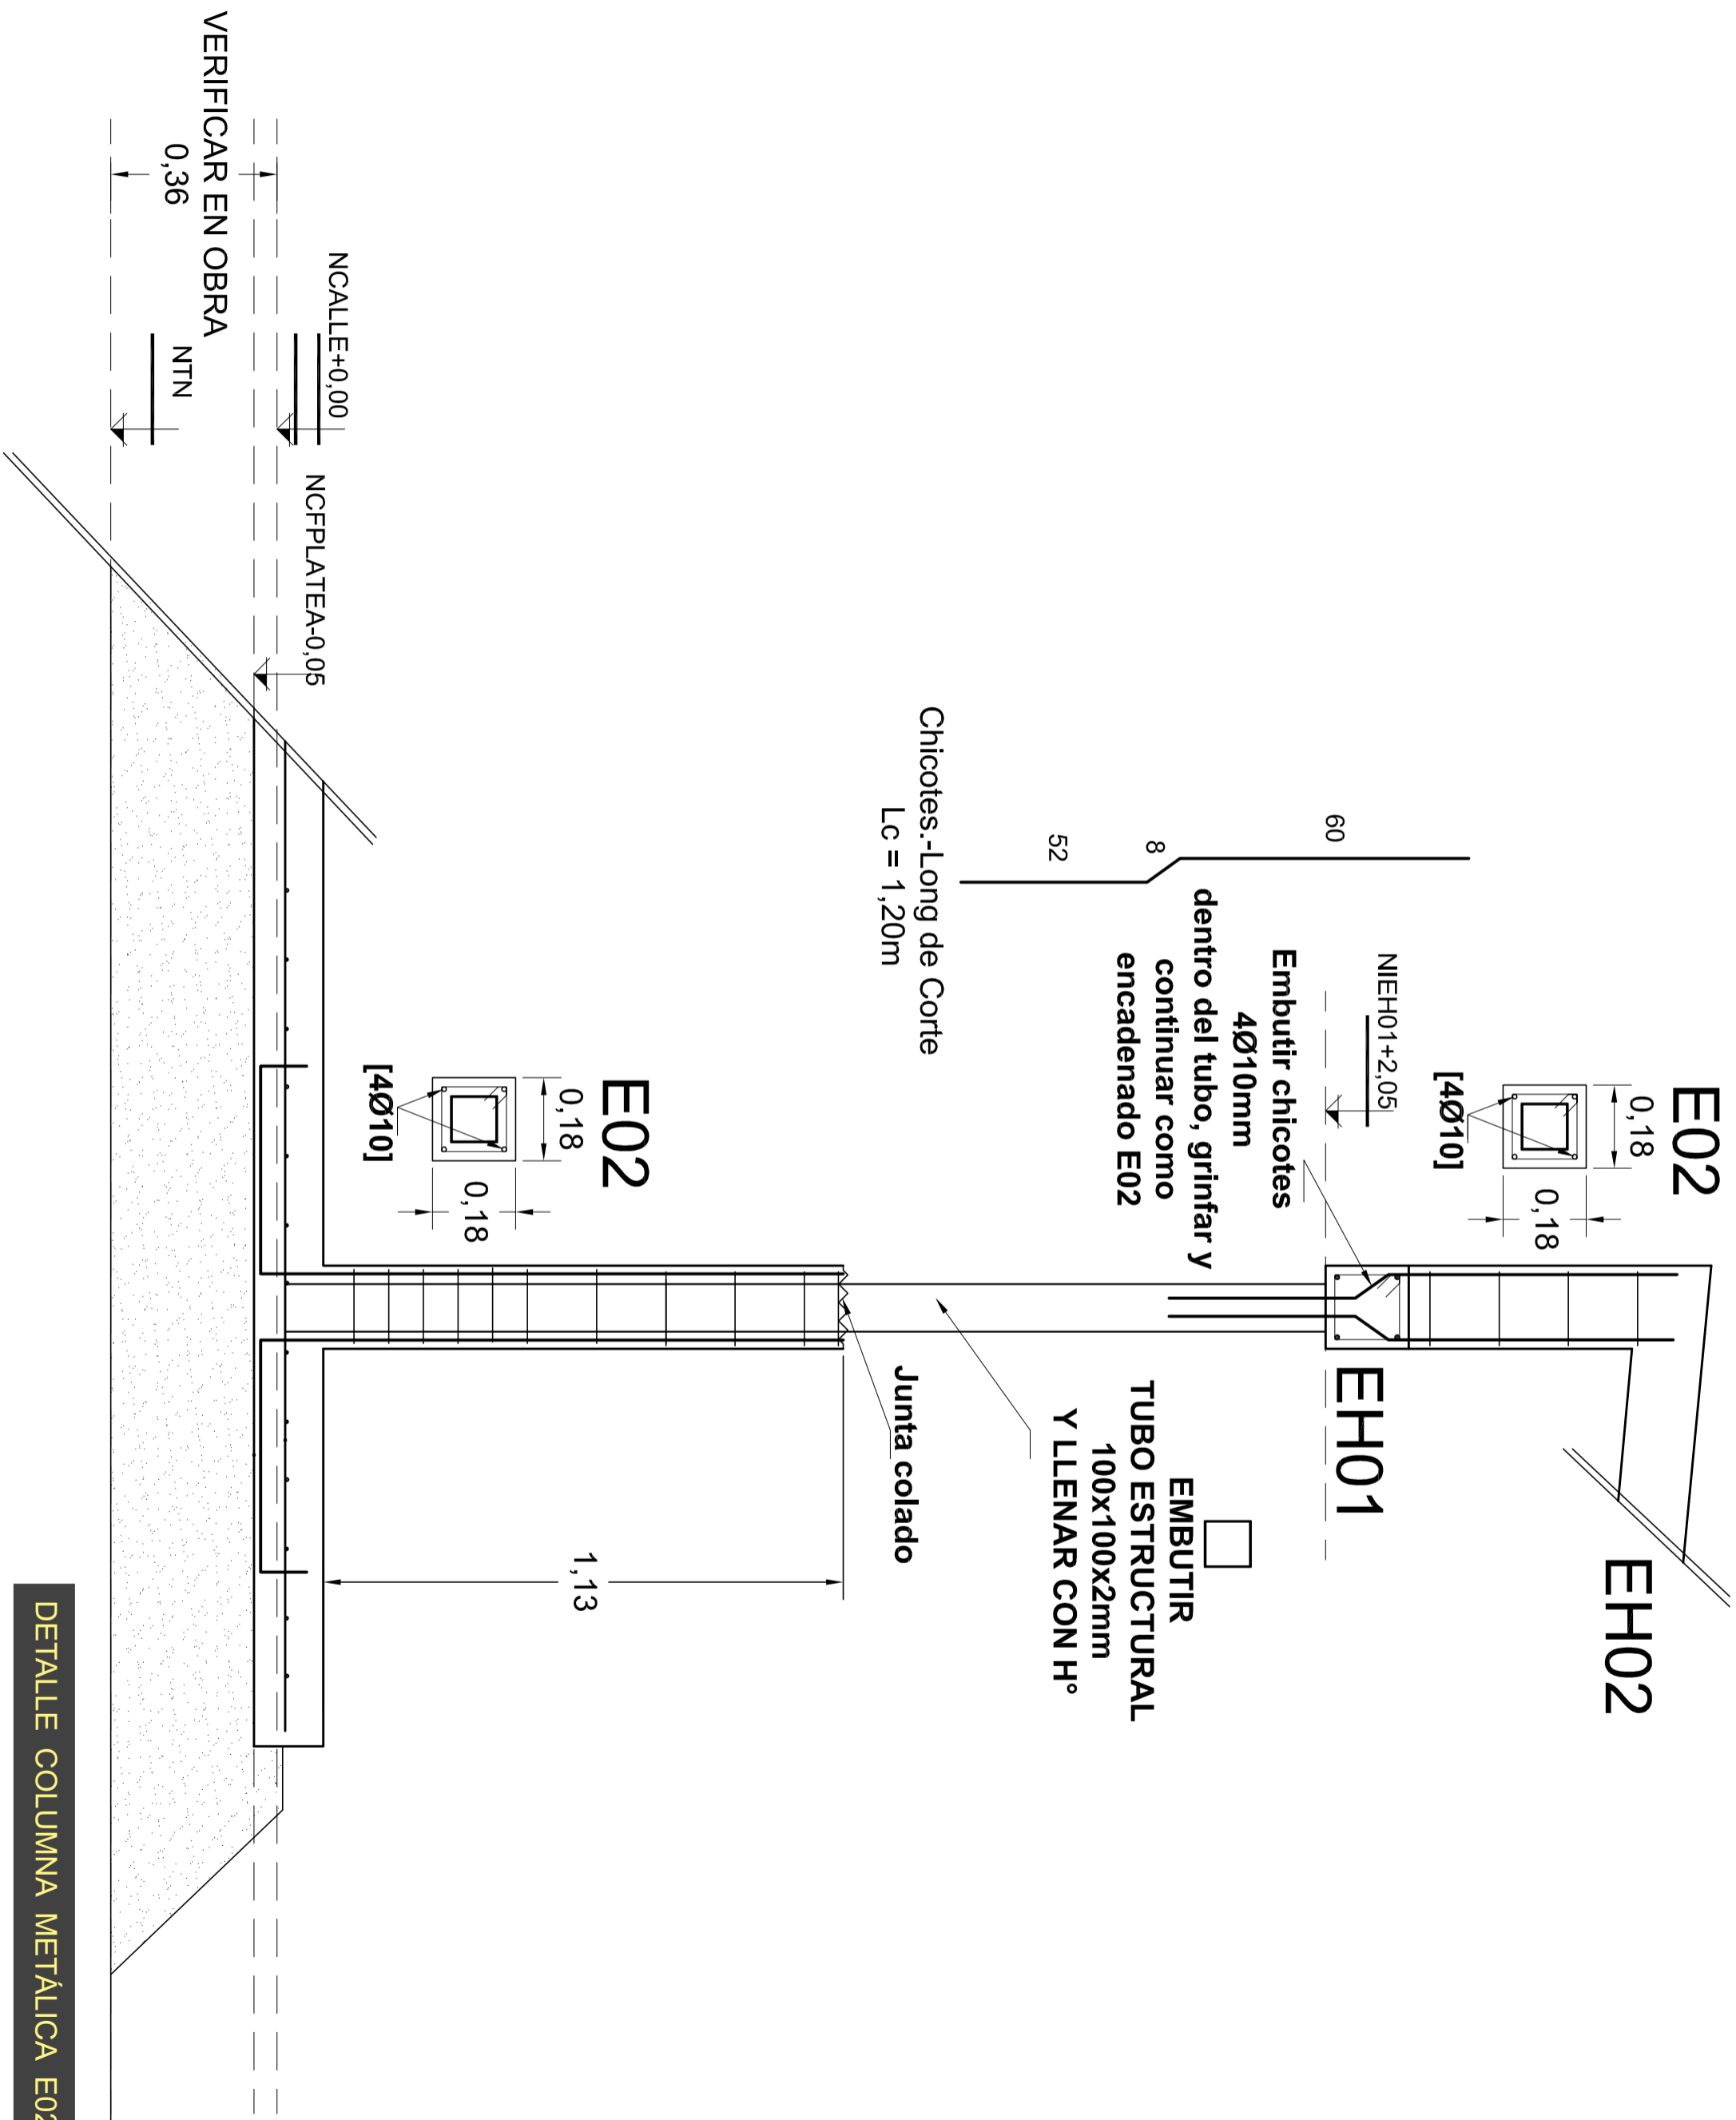 E02
0,18
0,18
[4Ø10]
EH02
NIEH01+2,05
EH01
60
8
52
Embutir chicotes
4Ø10mm
dentro del tubo, grinfar y
continuar como
encadenado E02
EMBUTIR
TUBO ESTRUCTURAL
100x100x2mm
Y LLENAR CON Hº
Chicotes.-Long de Corte
Lc = 1,20m
Junta colado
E02
0,18
0,18
[4Ø10]
1,13
NCALLE+0,00
NCFPLATEA-0,05
VERIFICAR EN OBRA
0,36
NTN
DETALLE COLUMNA METÁLICA E02